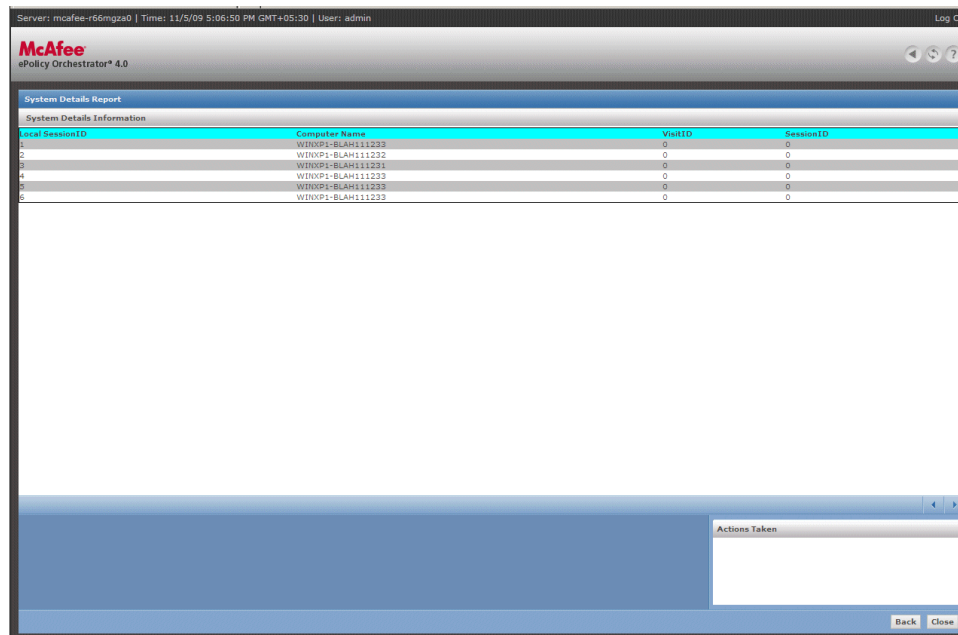 Server: mcafee-r66mgza0 | Time: 11/5/09 5:06:50 PM GMT+05:30 | User: admin Log O
McAfee
ePolicy Orchestrator® 4.0
?
System Details Report
System Details Information
Local SessionID Computer Name VisitID SessionID
1 WINXP1-BLAH111233 0 0
2 WINXP1-BLAH111232 0 0
3 WINXP1-BLAH111231 0 0
4 WINXP1-BLAH111233 0 0
5 WINXP1-BLAH111233 0 0
6 WINXP1-BLAH111233 0 0
Actions Taken
Back Close